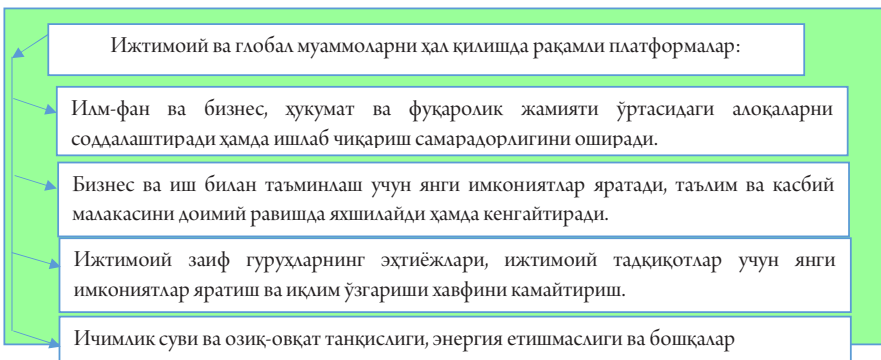 Ижтимоий ва глобал муаммоларни ҳал қилишда рақамли платформалар:
Илм-фан ва бизнес, ҳукумат ва фуқаролик жамияти ўртасидаги алоқаларни
соддалаштиради ҳамда ишлаб чиқариш самарадорлигини оширади.
Бизнес ва иш билан таъминлаш учун янги имкониятлар яратади, таълим ва касбий
малакасини доимий равишда яхшилайди ҳамда кенгайтиради.
Ижтимоий заиф гуруҳларнинг эҳтиёжлари, ижтимоий тадқиқотлар учун янги
имкониятлар яратиш ва иқлим ўзгариши хавфини камайтириш.
Ичимлик суви ва озиқ-овқат танқислиги, энергия етишмаслиги ва бошқалар